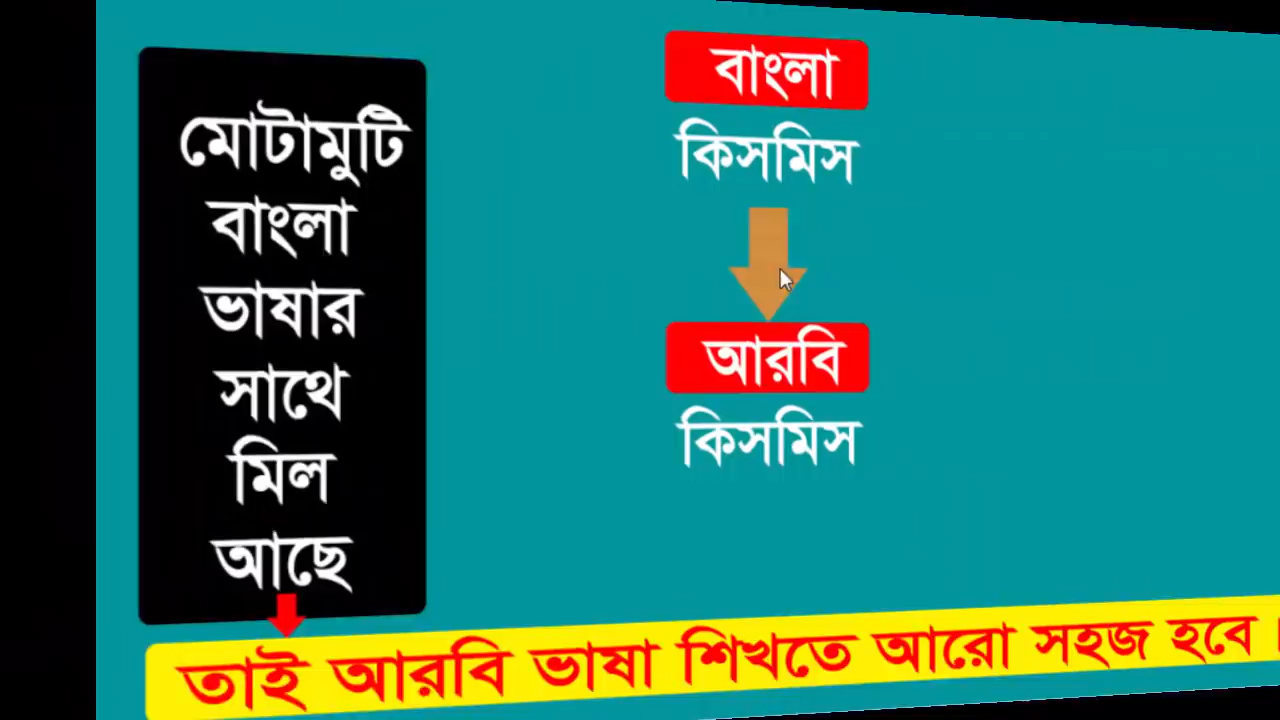 মোটামুটি
বাংলা
ভাষার
সাথে
মিল
আছে
বাংলা
কিসমিস
আরবি
কিসমিস
তাই আরবি ভাষা শিখতে আরো সহজ হবে